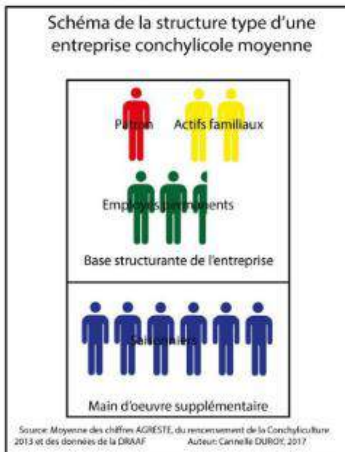 Schéma de la structure type d'une
entreprise conchylicole moyenne
Patron
Actifs familiaux
Employés permanents
Base structurante de l'entreprise
Saisonniers
Main d'oeuvre supplémentaire
Source: Moyenne des chiffres AGRESTE, du rencensement de la Conchyliculture
2013 et des données de la DRAAF Auteur: Cannelle DUROY, 2017